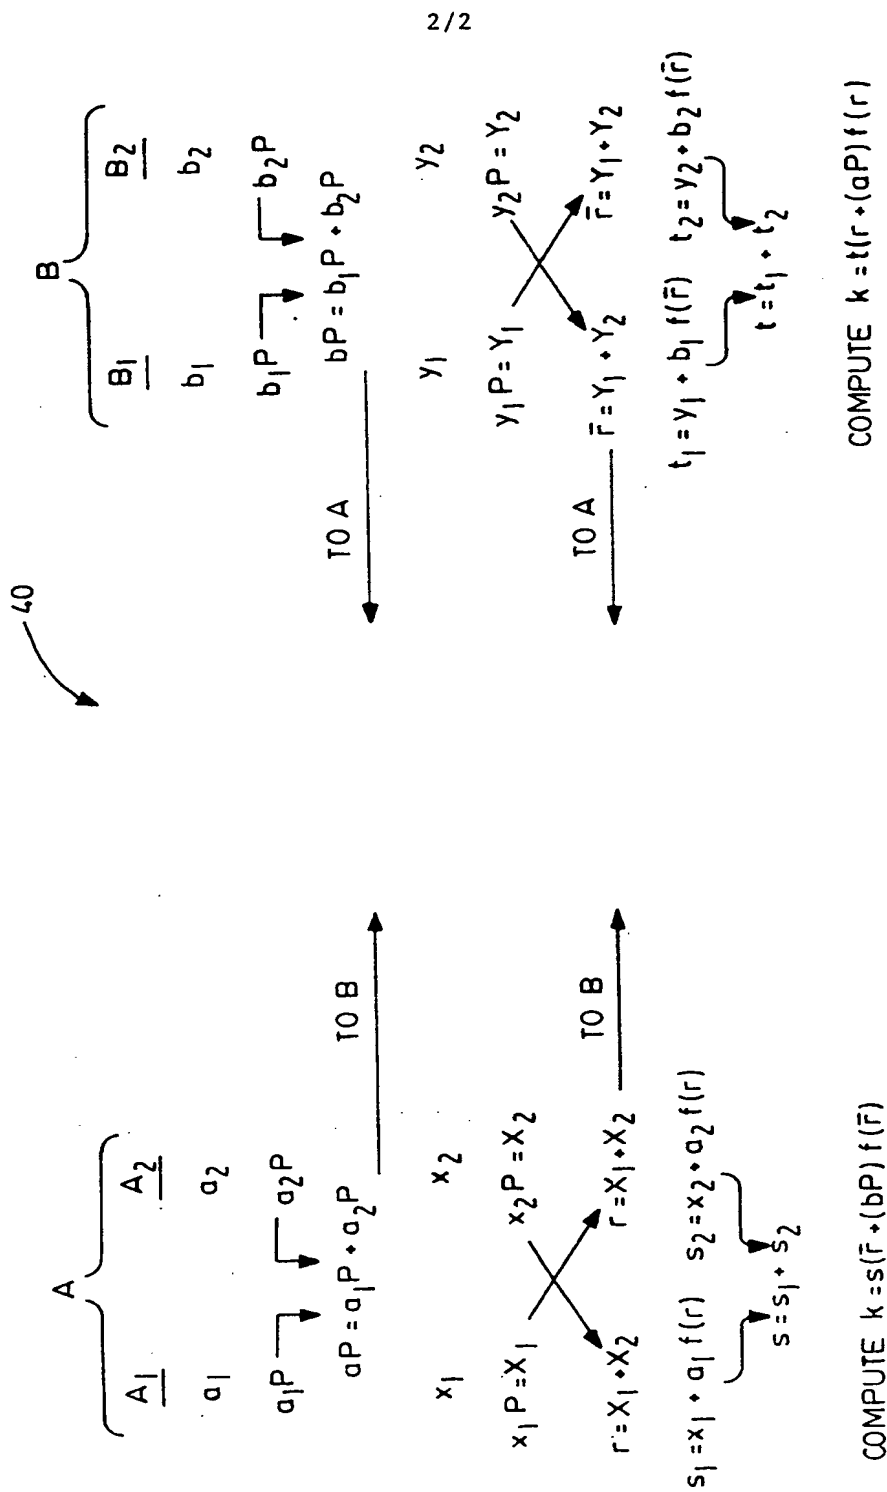 2/2
40
A
A1 A2
a1 a2
a1P a2P
aP = a1P + a2P
TO B
x1 x2
x1P = X1 x2P = X2
r = X1 + X2 r = X1 + X2
TO B
s1 = x1 + a1 f(r) s2 = x2 + a2 f(r)
s = s1 + s2
COMPUTE k = s(r̄ + (bP) f(r̄)
B
B1 B2
b1 b2
b1P b2P
bP = b1P + b2P
TO A
y1 y2
y1P = Y1 y2P = Y2
r̄ = Y1 + Y2 r̄ = Y1 + Y2
TO A
t1 = y1 + b1 f(r̄) t2 = y2 + b2 f(r̄)
t = t1 + t2
COMPUTE k = t(r + (aP) f(r)